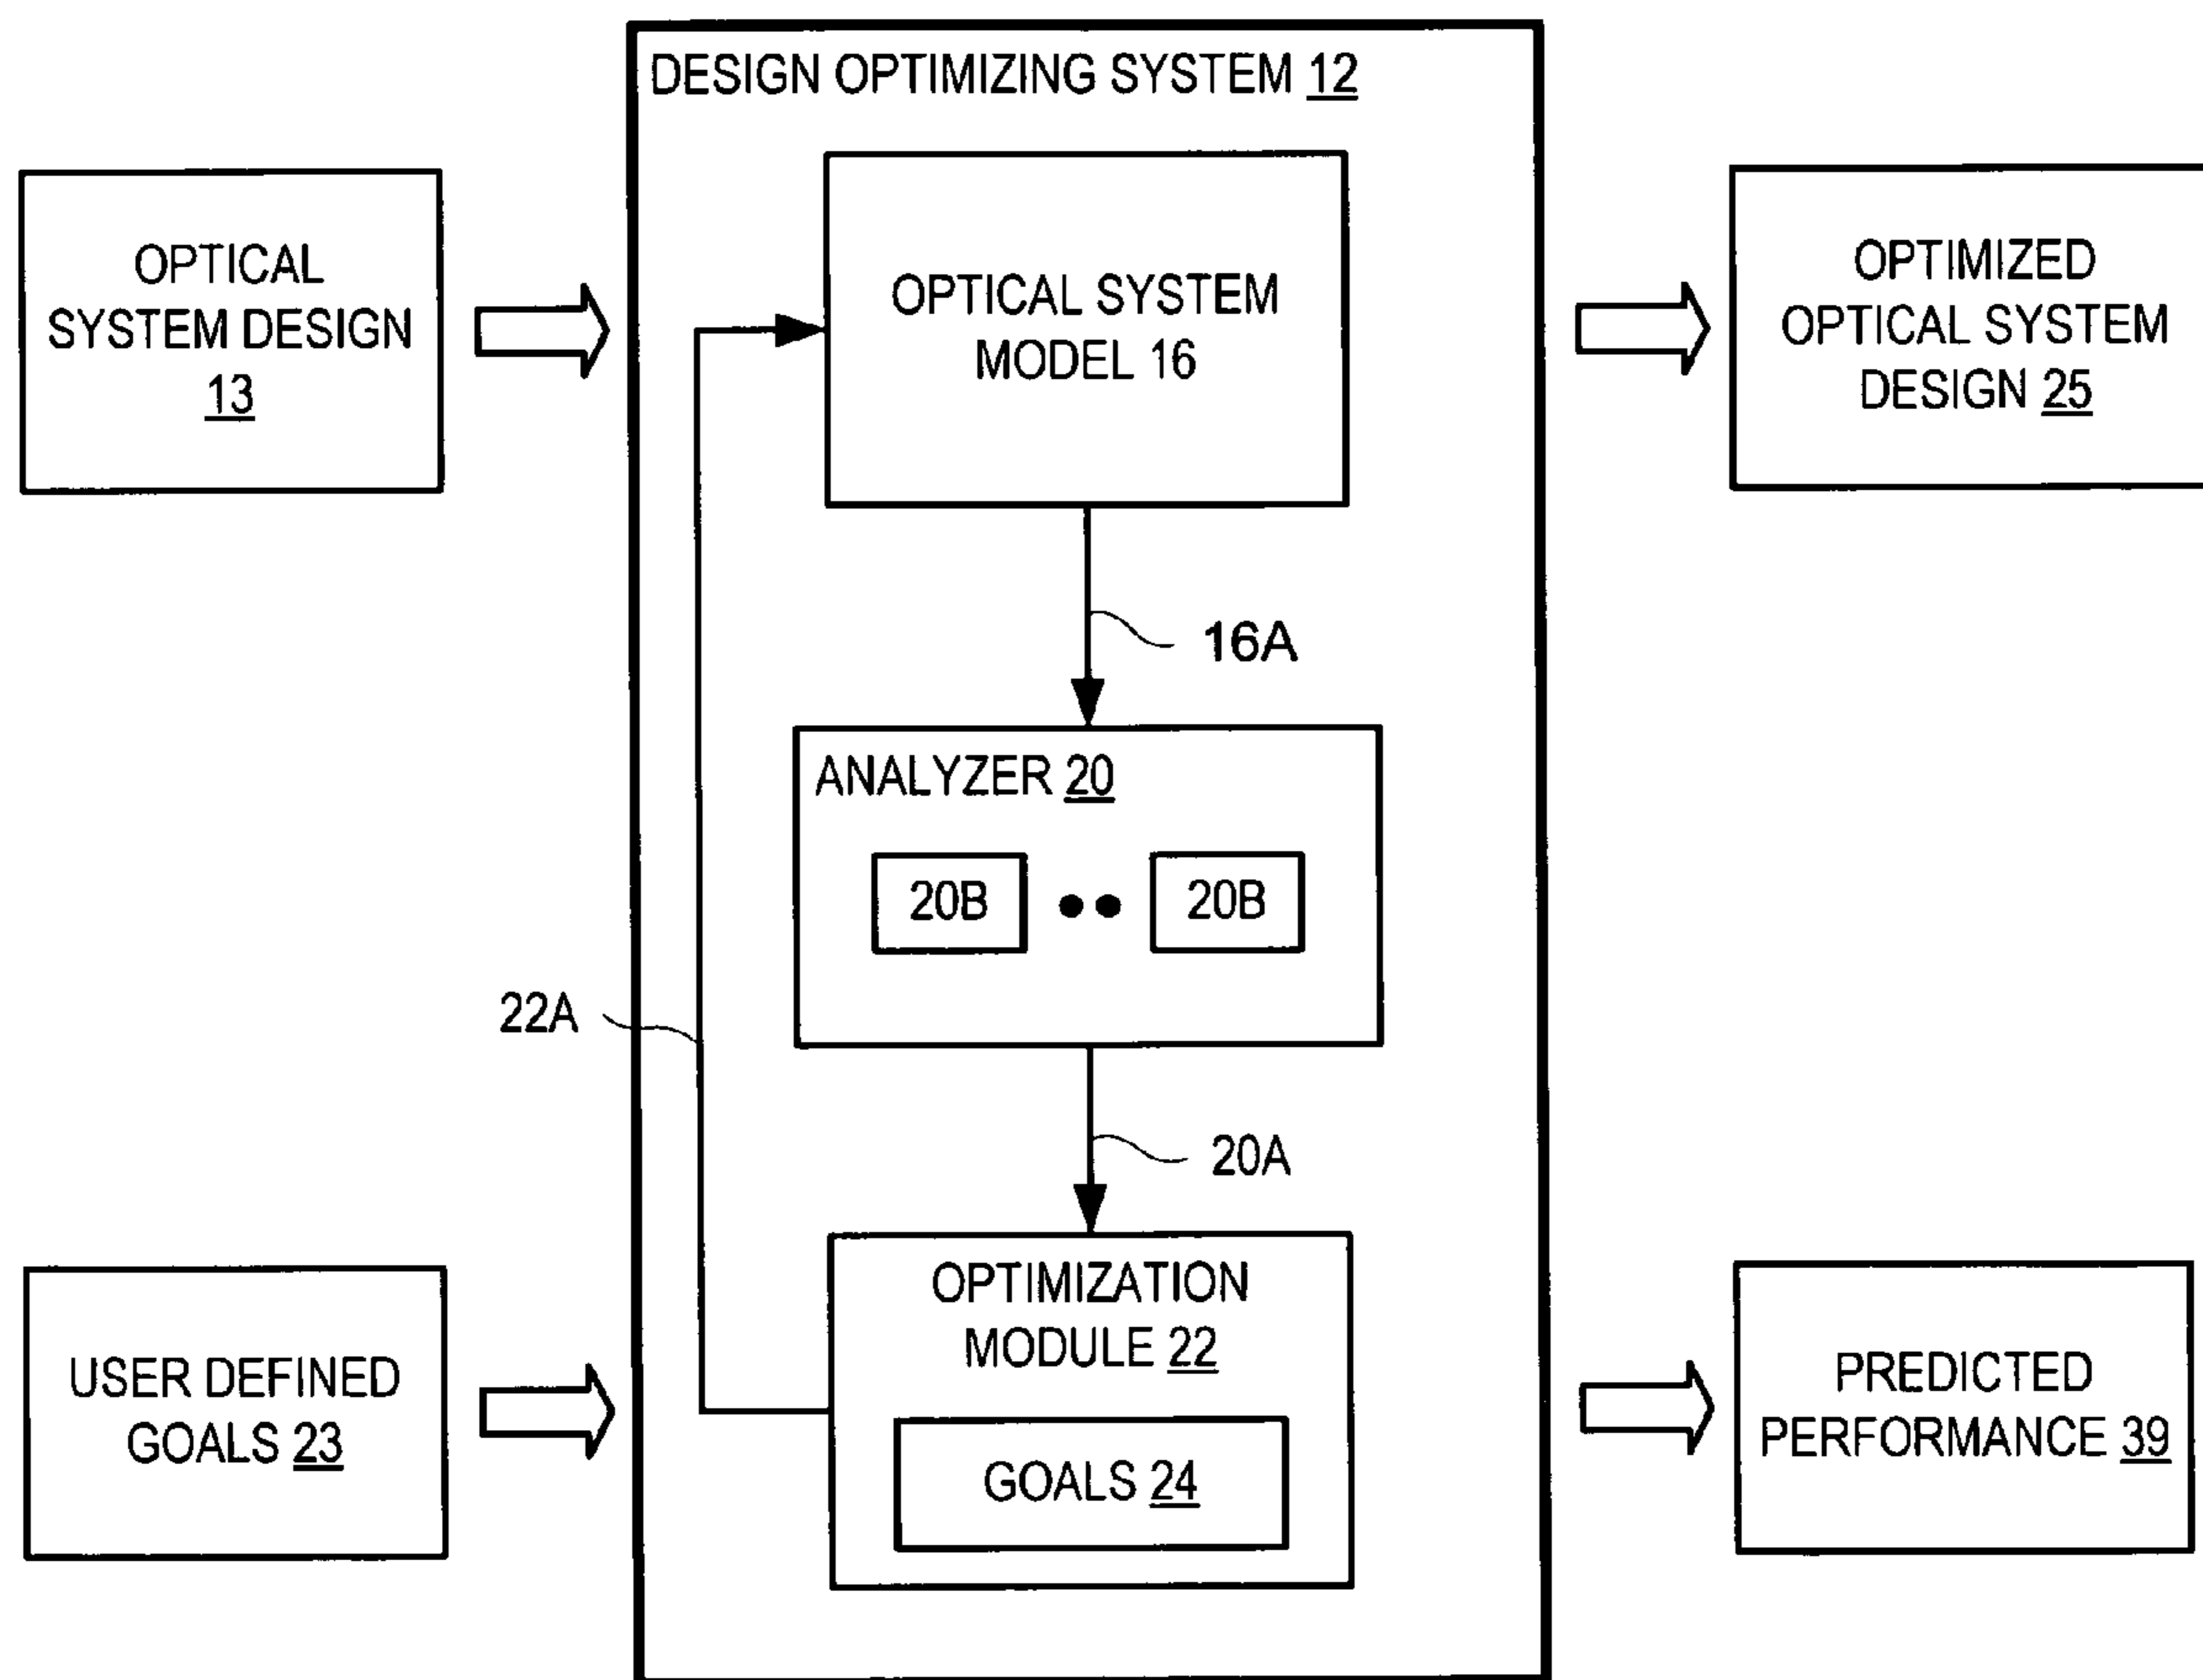 DESIGN OPTIMIZING SYSTEM 12
OPTICAL
SYSTEM DESIGN
13
OPTICAL SYSTEM
MODEL 16
OPTIMIZED
OPTICAL SYSTEM
DESIGN 25
16A
ANALYZER 20
20B
20B
22A
20A
USER DEFINED
GOALS 23
OPTIMIZATION
MODULE 22
GOALS 24
PREDICTED
PERFORMANCE 39